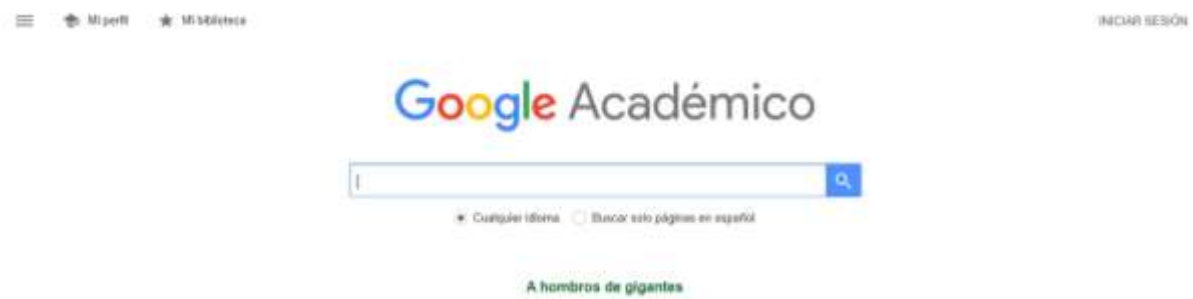 Mi perfil Mi biblioteca INICIAR SESIÓN
Google Académico
Cualquier idioma Buscar solo páginas en español
A hombros de gigantes